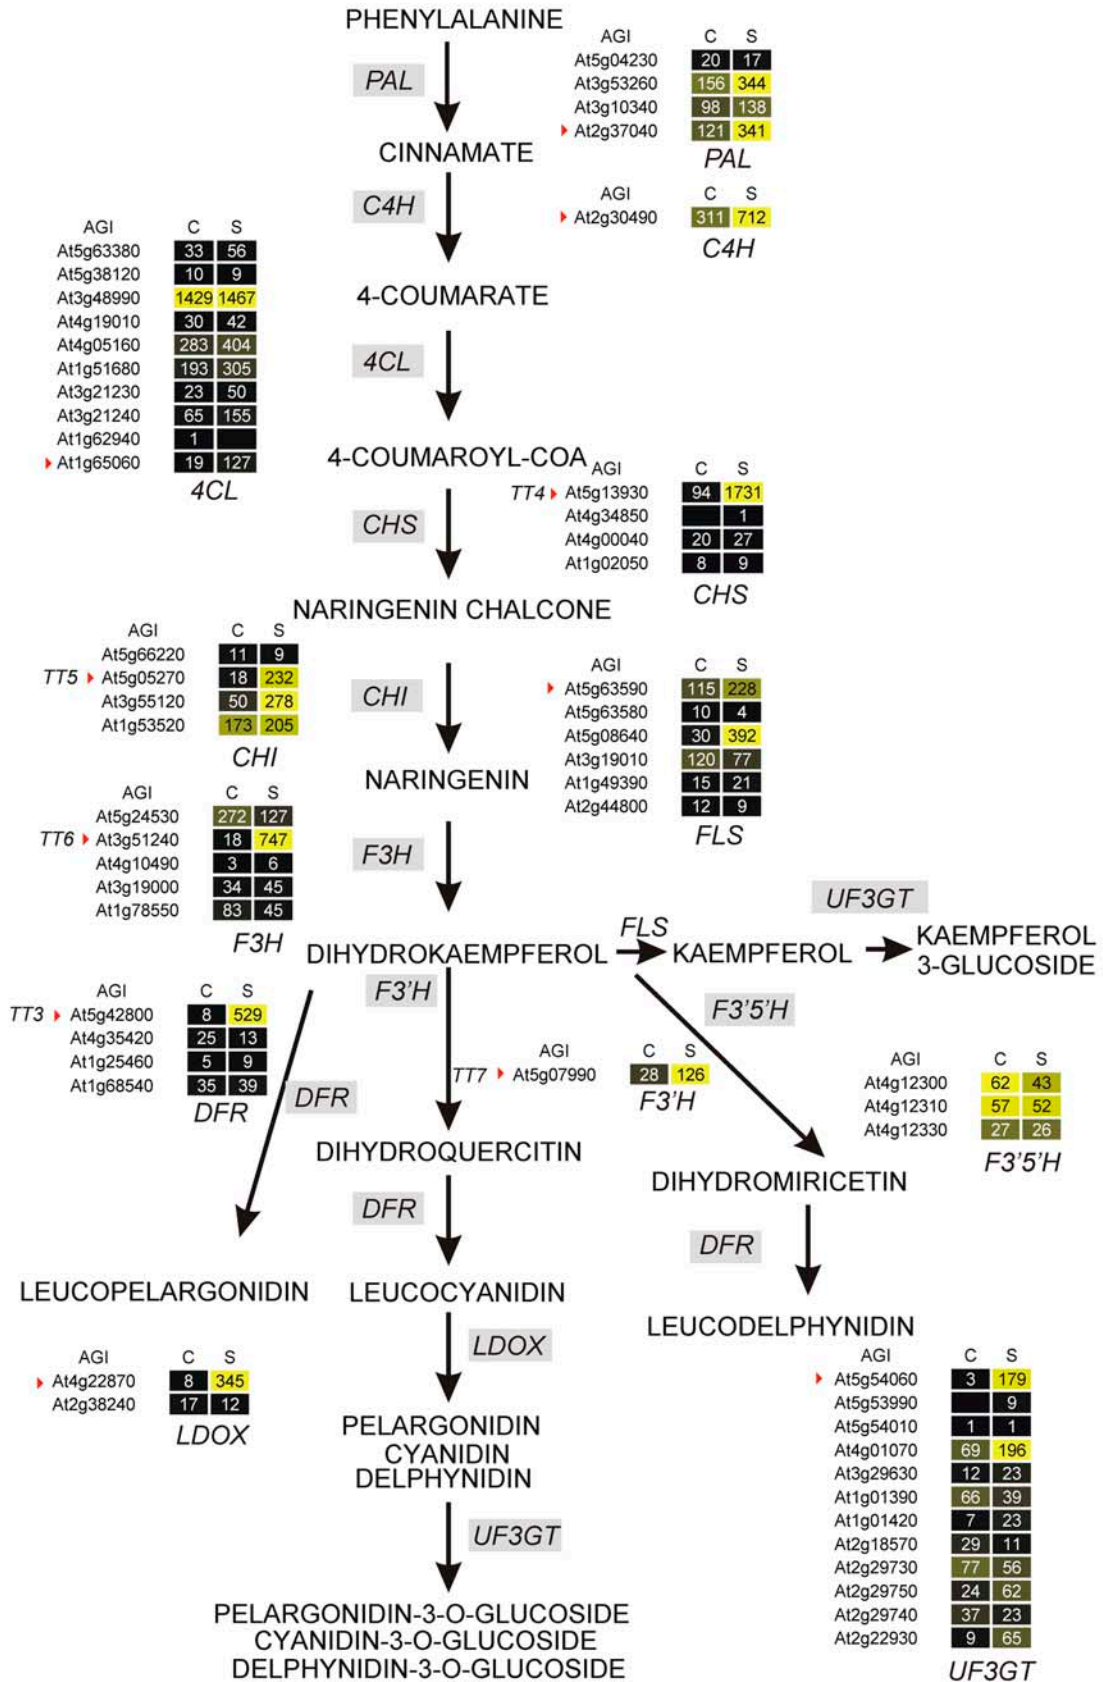 PHENYLALANINE
PAL
AGI C S
At5g04230 20 17
At3g53260 156 344
At3g10340 98 138
At2g37040 121 341
PAL
CINNAMATE
C4H
AGI C S
At2g30490 311 712
C4H
AGI C S
At5g63380 33 56
At5g38120 10 9
At3g48990 1429 1467
At4g19010 30 42
At4g05160 283 404
At1g51680 193 305
At3g21230 23 50
At3g21240 65 155
At1g62940 1
At1g65060 19 127
4CL
4-COUMARATE
4CL
4-COUMAROYL-COA
AGI C S
TT4 At5g13930 94 1731
At4g34850 1
At4g00040 20 27
At1g02050 8 9
CHS
CHS
NARINGENIN CHALCONE
AGI C S
At5g66220 11 9
TT5 At5g05270 18 232
At3g55120 50 278
At1g53520 173 205
CHI
CHI
AGI C S
At5g63590 115 228
At5g63580 10 4
At5g08640 30 392
At3g19010 120 77
At1g49390 15 21
At2g44800 12 9
FLS
NARINGENIN
AGI C S
At5g24530 272 127
TT6 At3g51240 18 747
At4g10490 3 6
At3g19000 34 45
At1g78550 83 45
F3H
F3H
DIHYDROKAEMPFEROL
FLS
KAEMPFEROL
UF3GT
KAEMPFEROL
3-GLUCOSIDE
F3'H
F3'5'H
AGI C S
TT3 At5g42800 8 529
At4g35420 25 13
At1g25460 5 9
At1g68540 35 39
DFR
DFR
AGI C S
TT7 At5g07990 28 126
F3'H
AGI C S
At4g12300 62 43
At4g12310 57 52
At4g12330 27 26
F3'5'H
DIHYDROQUERCITIN
DIHYDROMIRICETIN
DFR
DFR
LEUCOPELARGONIDIN
LEUCOCYANIDIN
LEUCODELPHYNIDIN
LDOX
AGI C S
At4g22870 8 345
At2g38240 17 12
LDOX
PELARGONIDIN
CYANIDIN
DELPHYNIDIN
UF3GT
AGI C S
At5g54060 3 179
At5g53990 9
At5g54010 1 1
At4g01070 69 196
At3g29630 12 23
At1g01390 66 39
At1g01420 7 23
At2g18570 29 11
At2g29730 77 56
At2g29750 24 62
At2g29740 37 23
At2g22930 9 65
UF3GT
PELARGONIDIN-3-O-GLUCOSIDE
CYANIDIN-3-O-GLUCOSIDE
DELPHYNIDIN-3-O-GLUCOSIDE